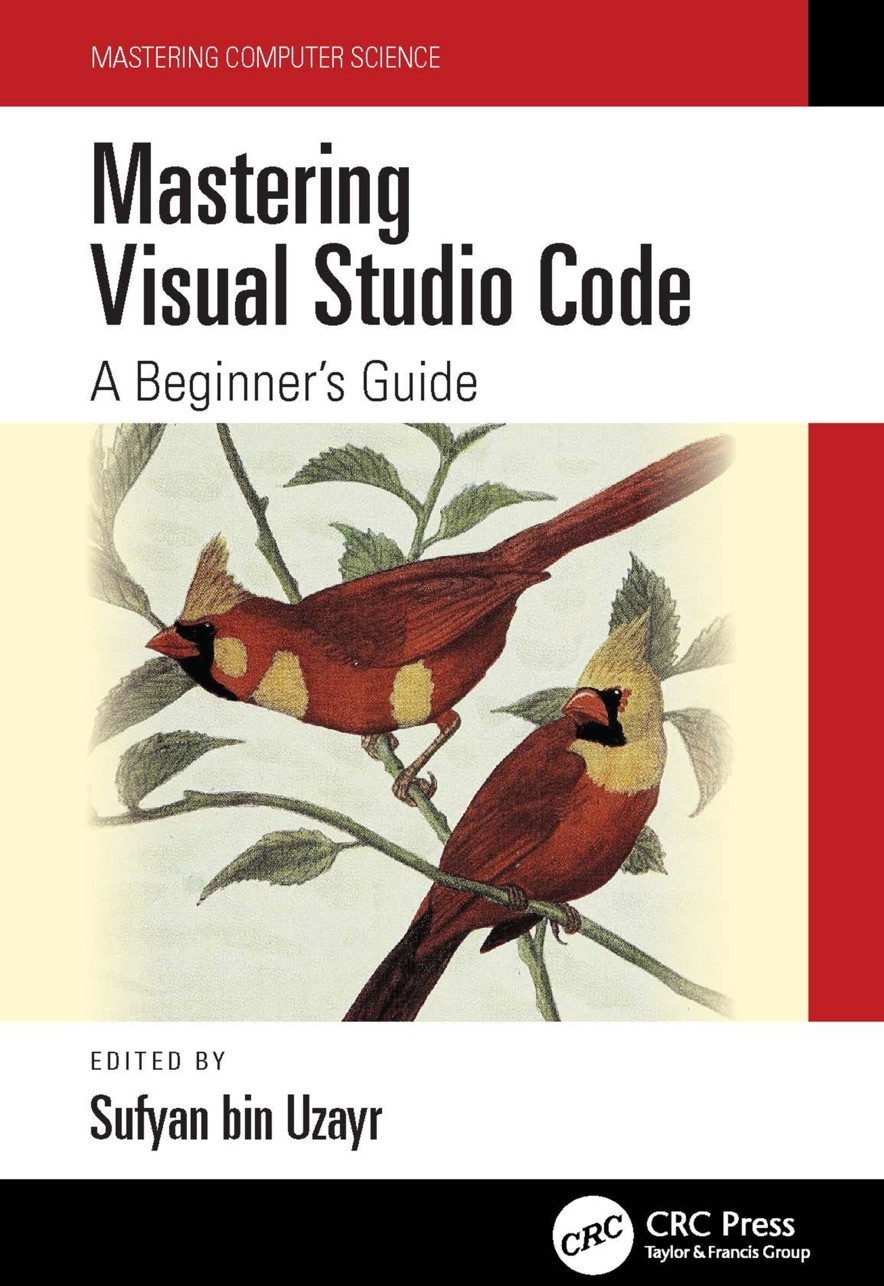 MASTERING COMPUTER SCIENCE
Mastering
Visual Studio Code
A Beginner's Guide
EDITED BY
Sufyan bin Uzayr
CRC
CRC Press
Taylor & Francis Group